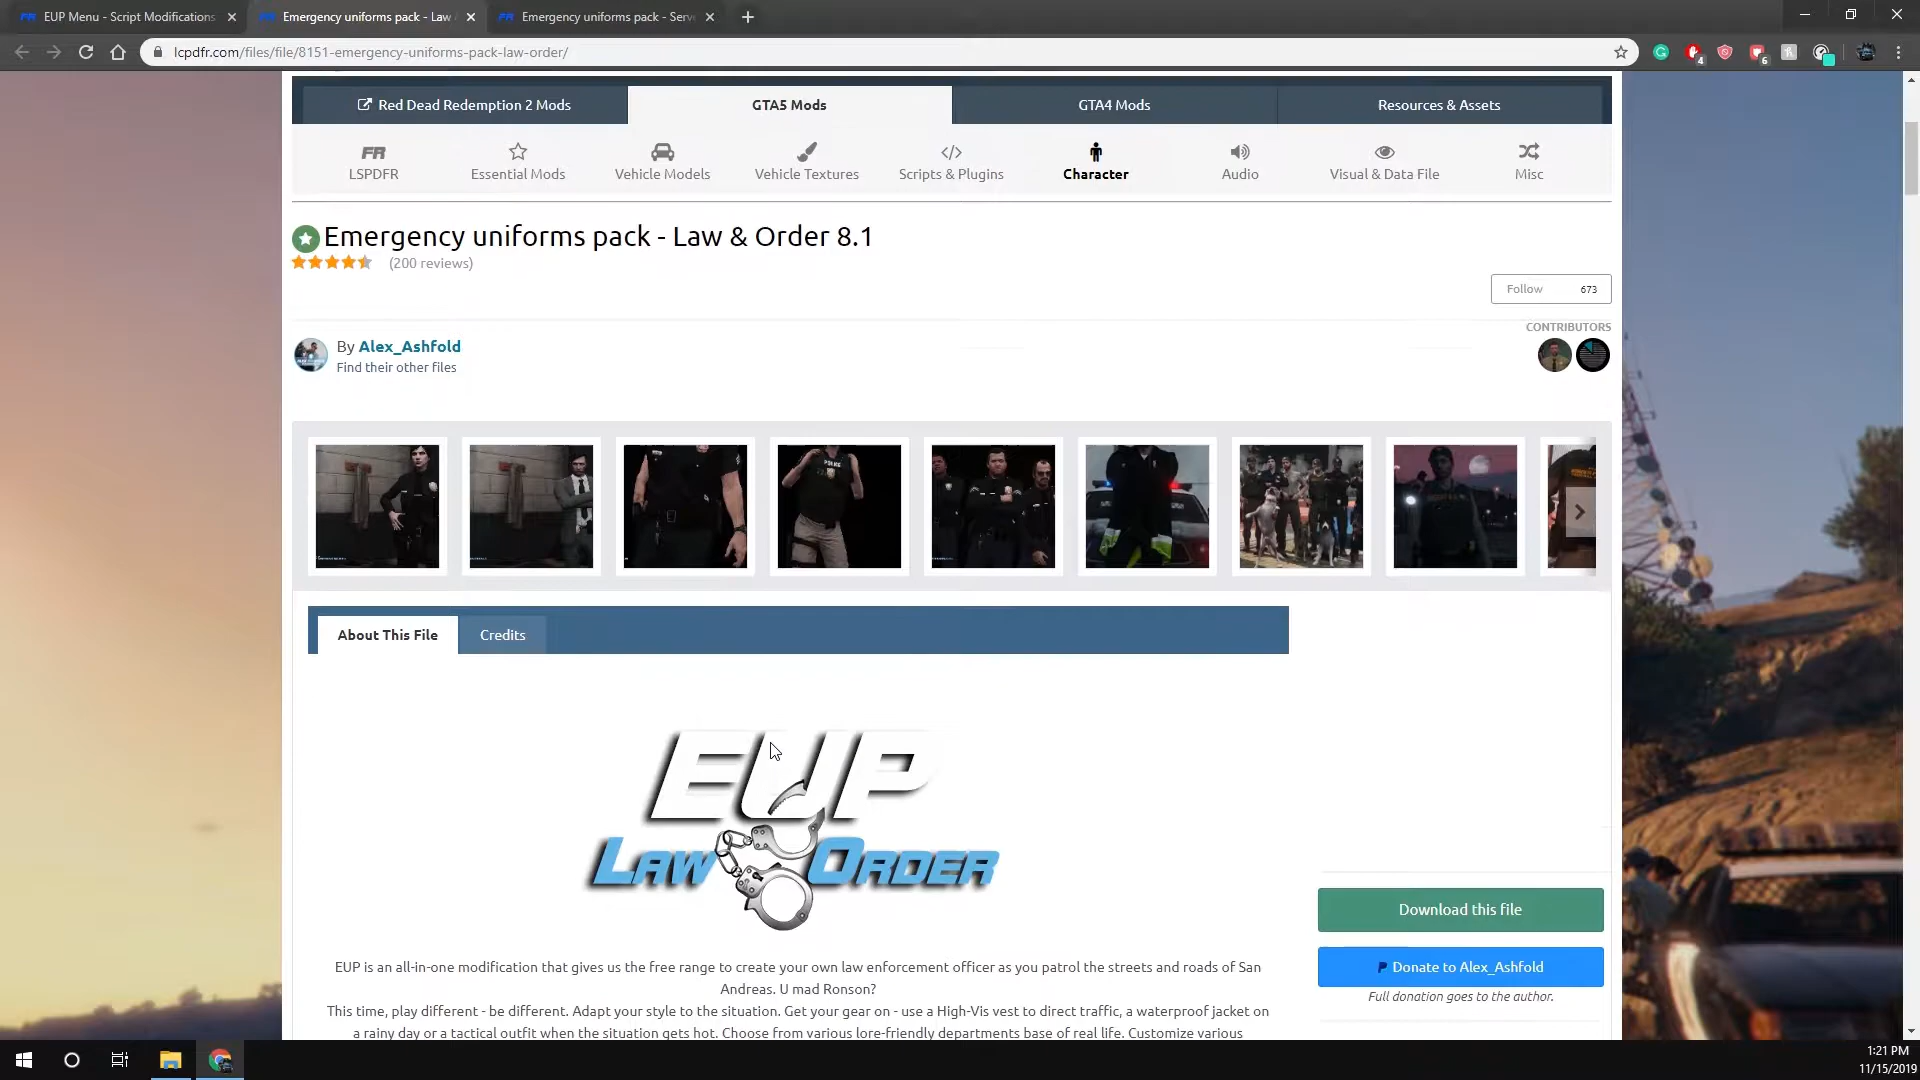 EUP Menu - Script Modifications
Emergency uniforms pack - Law
Emergency uniforms pack - Serv
lcpdfr.com/files/file/8151-emergency-uniforms-pack-law-order/
4
6
Red Dead Redemption 2 Mods
GTA5 Mods
GTA4 Mods
Resources & Assets
FR
LSPDFR
Essential Mods
Vehicle Models
Vehicle Textures
Scripts & Plugins
Character
Audio
Visual & Data File
Misc
Emergency uniforms pack - Law & Order 8.1
(200 reviews)
Follow 673
CONTRIBUTORS
By Alex_Ashfold
Find their other files
POLICE
About This File
Credits
EUP
LAW ORDER
EUP is an all-in-one modification that gives us the free range to create your own law enforcement officer as you patrol the streets and roads of San
Andreas. U mad Ronson?
This time, play different - be different. Adapt your style to the situation. Get your gear on - use a High-Vis vest to direct traffic, a waterproof jacket on
a rainy day or a tactical outfit when the situation gets hot. Choose from various lore-friendly departments base of real life. Customize various
Download this file
Donate to Alex_Ashfold
Full donation goes to the author.
1:21 PM
11/15/2019